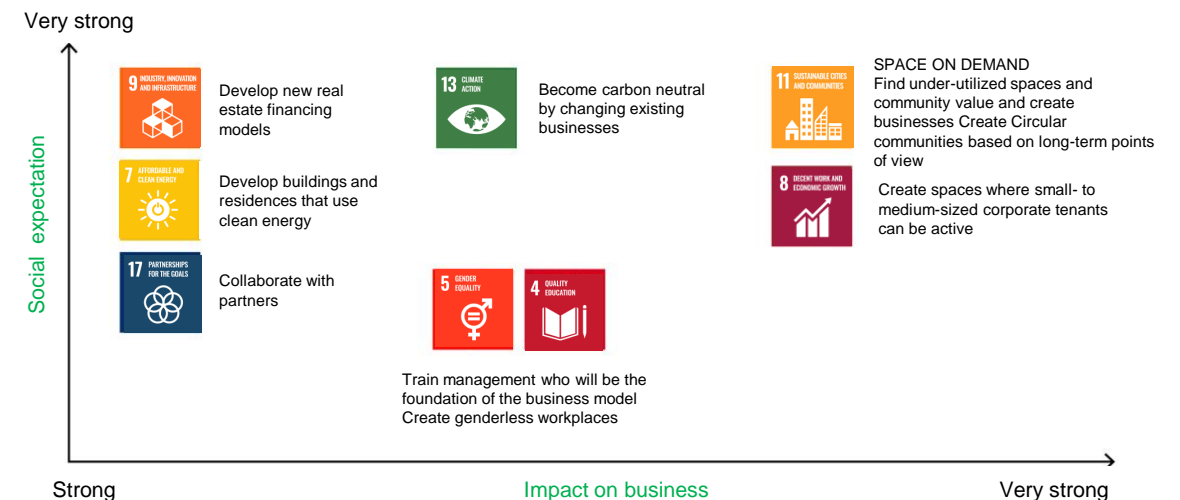 Very strong
9 INDUSTRY, INNOVATION
AND INFRASTRUCTURE
Develop new real
estate financing
models
13 CLIMATE
ACTION
Become carbon neutral
by changing existing
businesses
11 SUSTAINABLE CITIES
AND COMMUNITIES
SPACE ON DEMAND
Find under-utilized spaces and
community value and create
businesses Create Circular
communities based on long-term points
of view
7 AFFORDABLE AND
CLEAN ENERGY
Develop buildings and
residences that use
clean energy
8 DECENT WORK AND
ECONOMIC GROWTH
Create spaces where small- to
medium-sized corporate tenants
can be active
17 PARTNERSHIPS
FOR THE GOALS
Collaborate with
partners
5 GENDER
EQUALITY
4 QUALITY
EDUCATION
Train management who will be the
foundation of the business model
Create genderless workplaces
Social expectation
Strong
Impact on business
Very strong